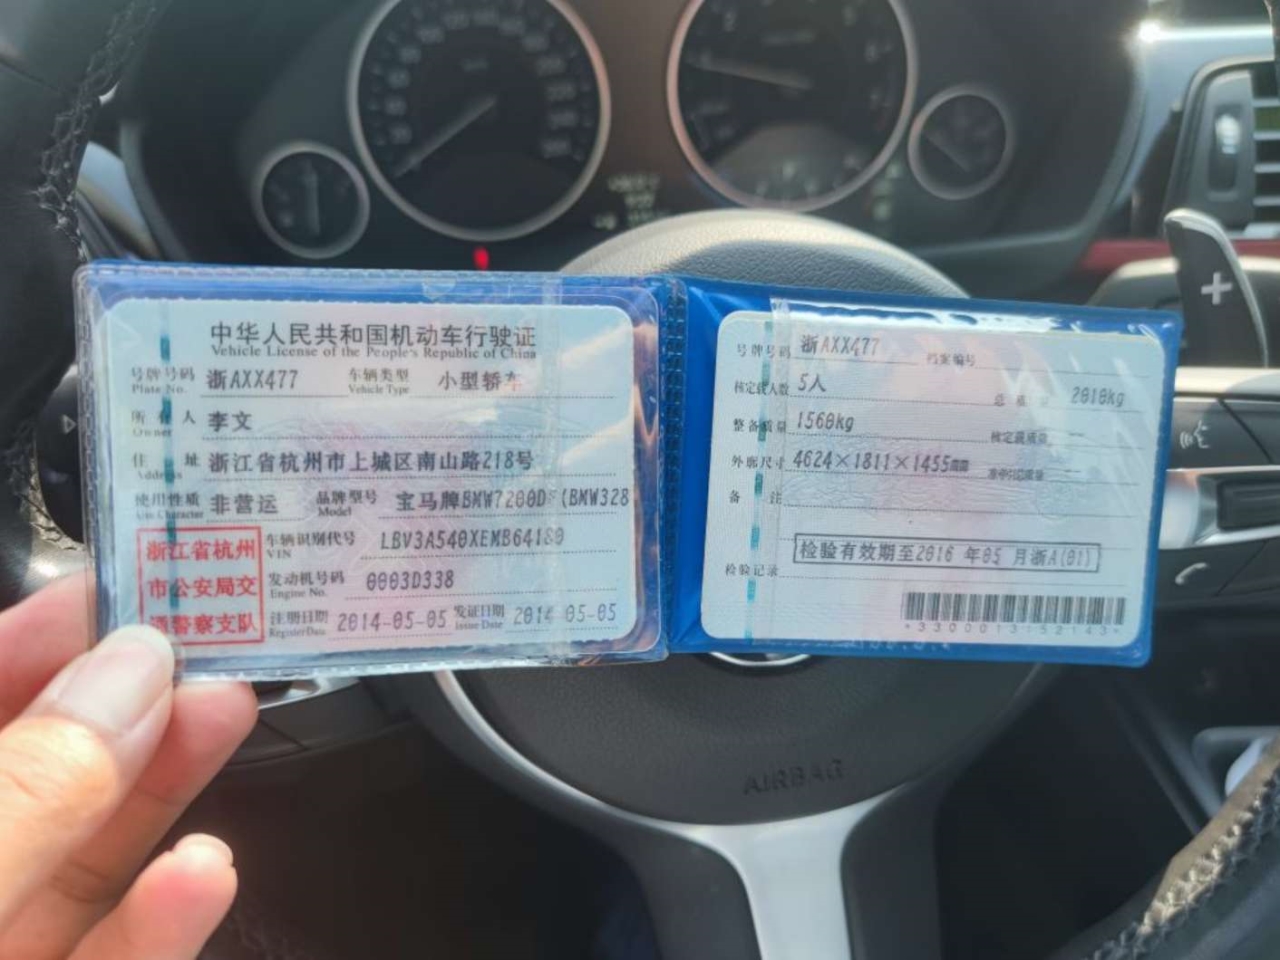 中华人民共和国机动车行驶证
Vehicle License of the People's Republic of China
号牌号码 浙AXX477 车辆类型 小型轿车
Plate No. Vehicle Type
所有人 李文
Owner
住址 浙江省杭州市上城区南山路218号
Address
使用性质 非营运 品牌型号 宝马牌BMW7200DF(BMW328
Use Character Model
浙江省杭州
市公安局交
通警察支队
车辆识别代号 LBV3A540XEMB64180
VIN
发动机号码 0003D338
Engine No.
注册日期 2014-05-05 发证日期 2014-05-05
Register Date Issue Date
号牌号码 浙AXX477 档案编号
核定载人数 5人 总质量 2010kg
整备质量 1560kg 核定载质量 --
外廓尺寸 4624×1811×1455mm 准牵引总质量 --
备注
检验有效期至2016 年05 月浙A(01)
检验记录
*3300013152143*
AIRBAG
+